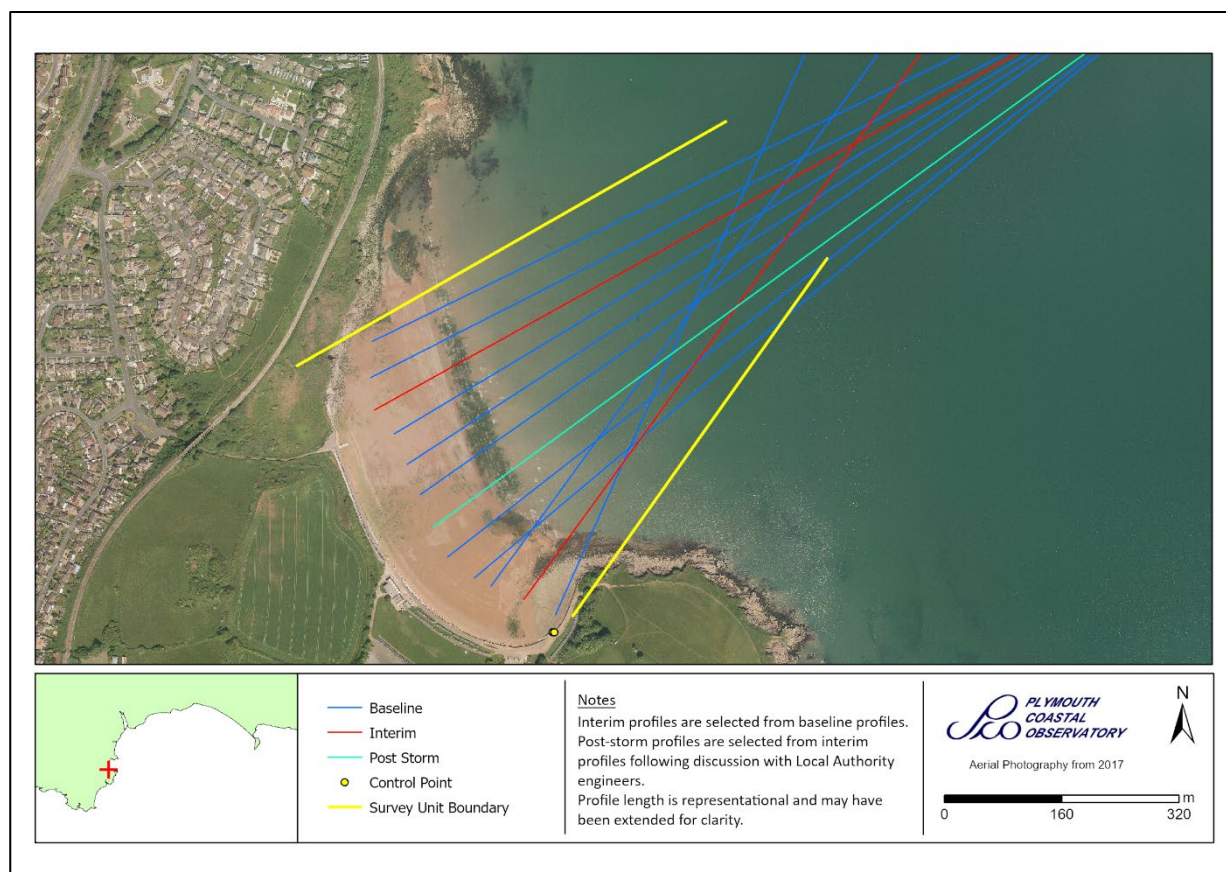 Baseline
Interim
Post Storm
Control Point
Survey Unit Boundary
Notes
Interim profiles are selected from baseline profiles.
Post-storm profiles are selected from interim
profiles following discussion with Local Authority
engineers.
Profile length is representational and may have
been extended for clarity.
PLYMOUTH
COASTAL
OBSERVATORY
Aerial Photography from 2017
N
m
0 160 320